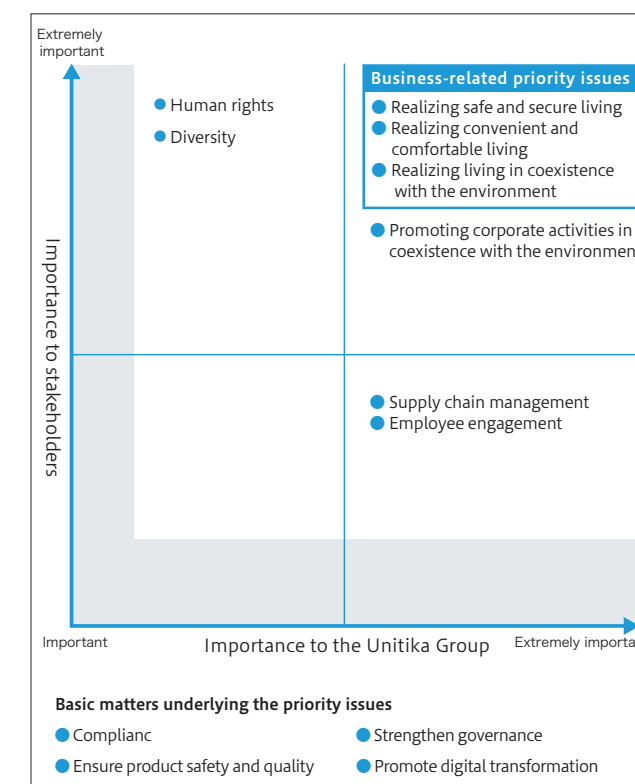 Extremely
important
Human rights
Diversity
Business-related priority issues
Realizing safe and secure living
Realizing convenient and
comfortable living
Realizing living in coexistence
with the environment
Promoting corporate activities in
coexistence with the environmen
Importance to stakeholders
Supply chain management
Employee engagement
Important
Importance to the Unitika Group
Extremely importa
Basic matters underlying the priority issues
Complianc
Strengthen governance
Ensure product safety and quality
Promote digital transformation